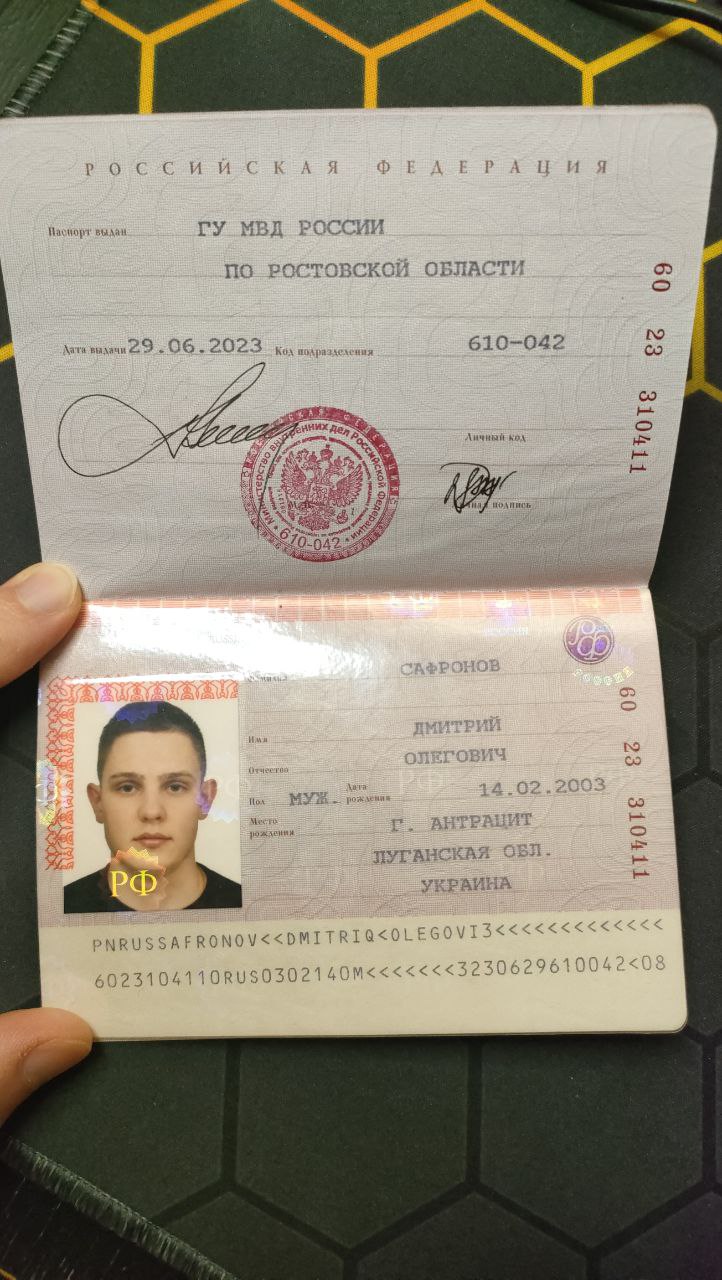 РОССИЙСКАЯ ФЕДЕРАЦИЯ
Паспорт выдан ГУ МВД РОССИИ
ПО РОСТОВСКОЙ ОБЛАСТИ
Дата выдачи 29.06.2023 Код подразделения 610-042
60 23 310411
Личный код
Министерство внутренних дел Российской Федерации
610-042
подпись
РОССИЯ
САФРОНОВ
Имя ДМИТРИЙ
Отчество ОЛЕГОВИЧ
Пол МУЖ. Дата рождения 14.02.2003
Место рождения Г. АНТРАЦИТ
ЛУГАНСКАЯ ОБЛ.
УКРАИНА
60 23 310411
РФ
PNRUSSAFRONOV<<DMITRIQ<OLEGOVI3<<<<<<<<<<<<<
6023104110RUS0302140M<<<<<<<3230629610042<08